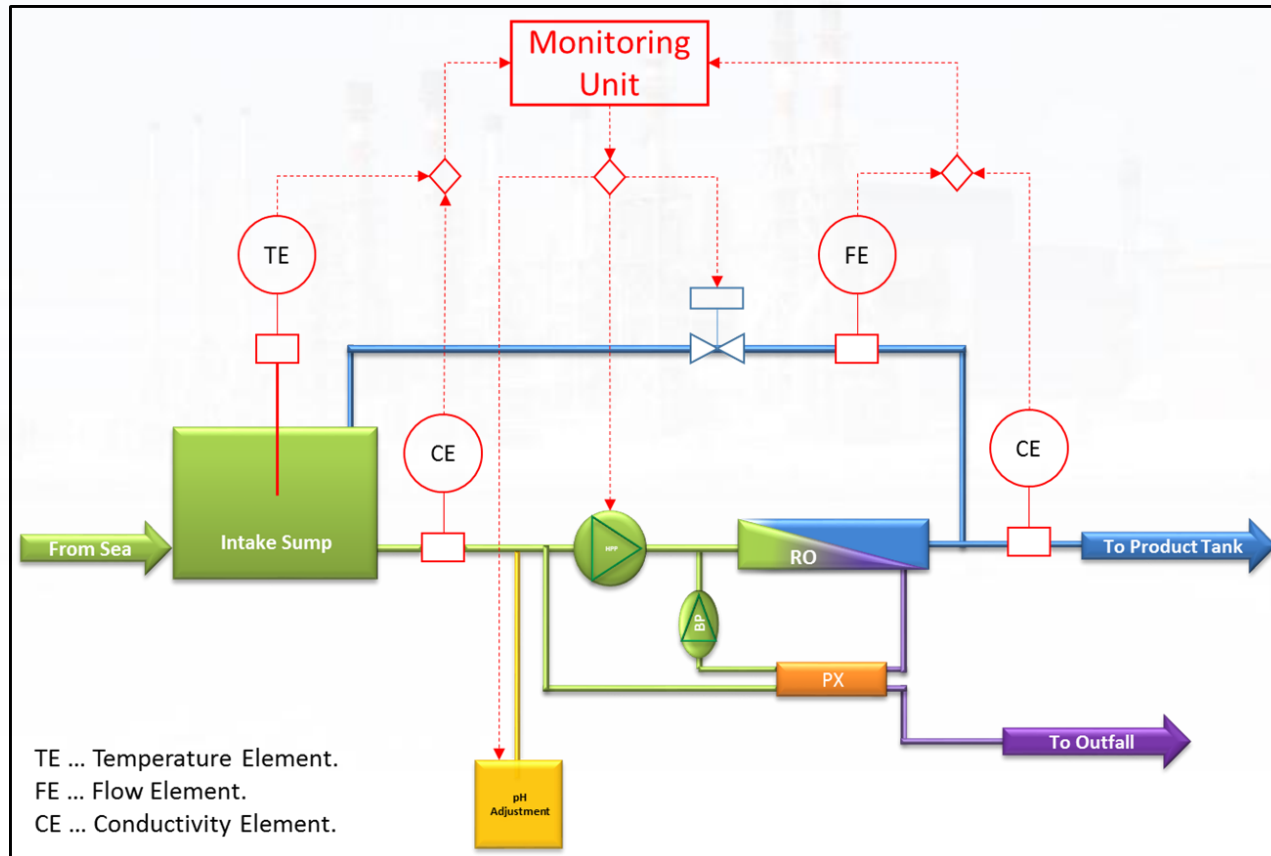 Monitoring
Unit
TE
FE
CE
CE
From Sea
Intake Sump
HPP
RO
To Product Tank
BP
PX
To Outfall
pH
Adjustment
TE ... Temperature Element.
FE ... Flow Element.
CE ... Conductivity Element.